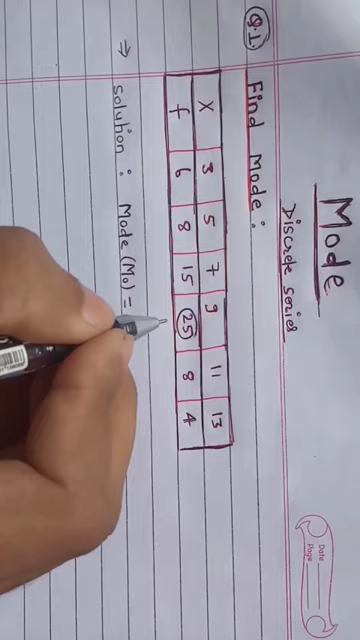 Mode
Discrete series
Date
Page
Q.1. Find Mode :
X 3 5 7 9 11 13
f 6 8 15 25 8 4
⇒ Solution : Mode (Mo) =